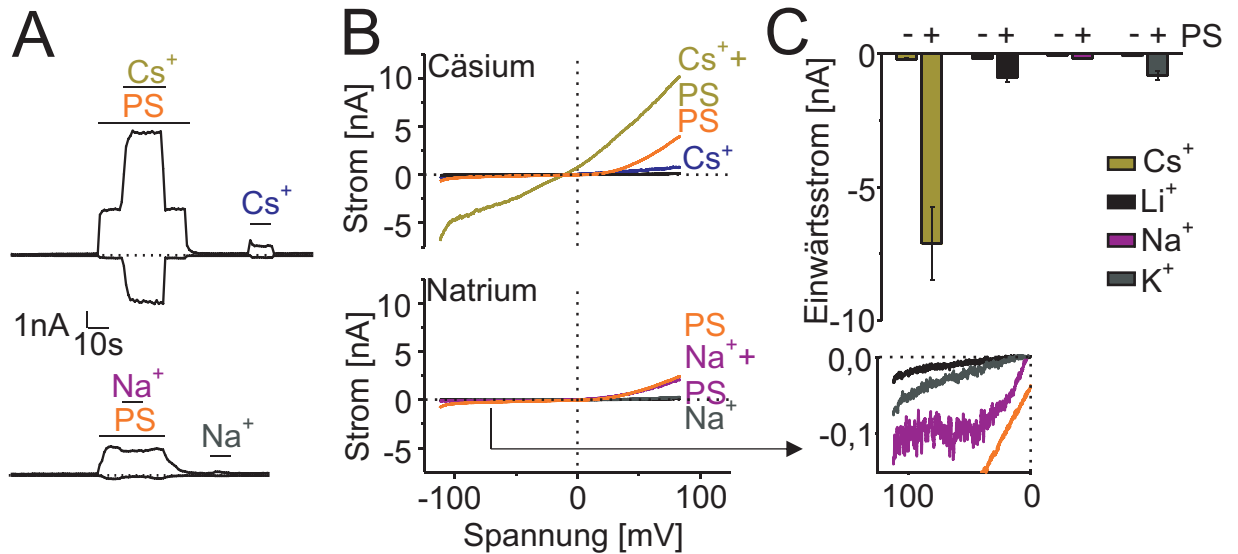 A
Cs+
PS
Cs+
1nA
10s
Na+
PS
Na+
B
Cäsium
10
5
0
-5
Strom [nA]
Cs++
PS
PS
Cs+
Natrium
10
5
0
-5
Strom [nA]
PS
Na++
PS
Na+
-100 0 100
Spannung [mV]
C
- + - + - + - + PS
0
-5
-10
Einwärtsstrom [nA]
Cs+
Li+
Na+
K+
0,0
-0,1
100 0